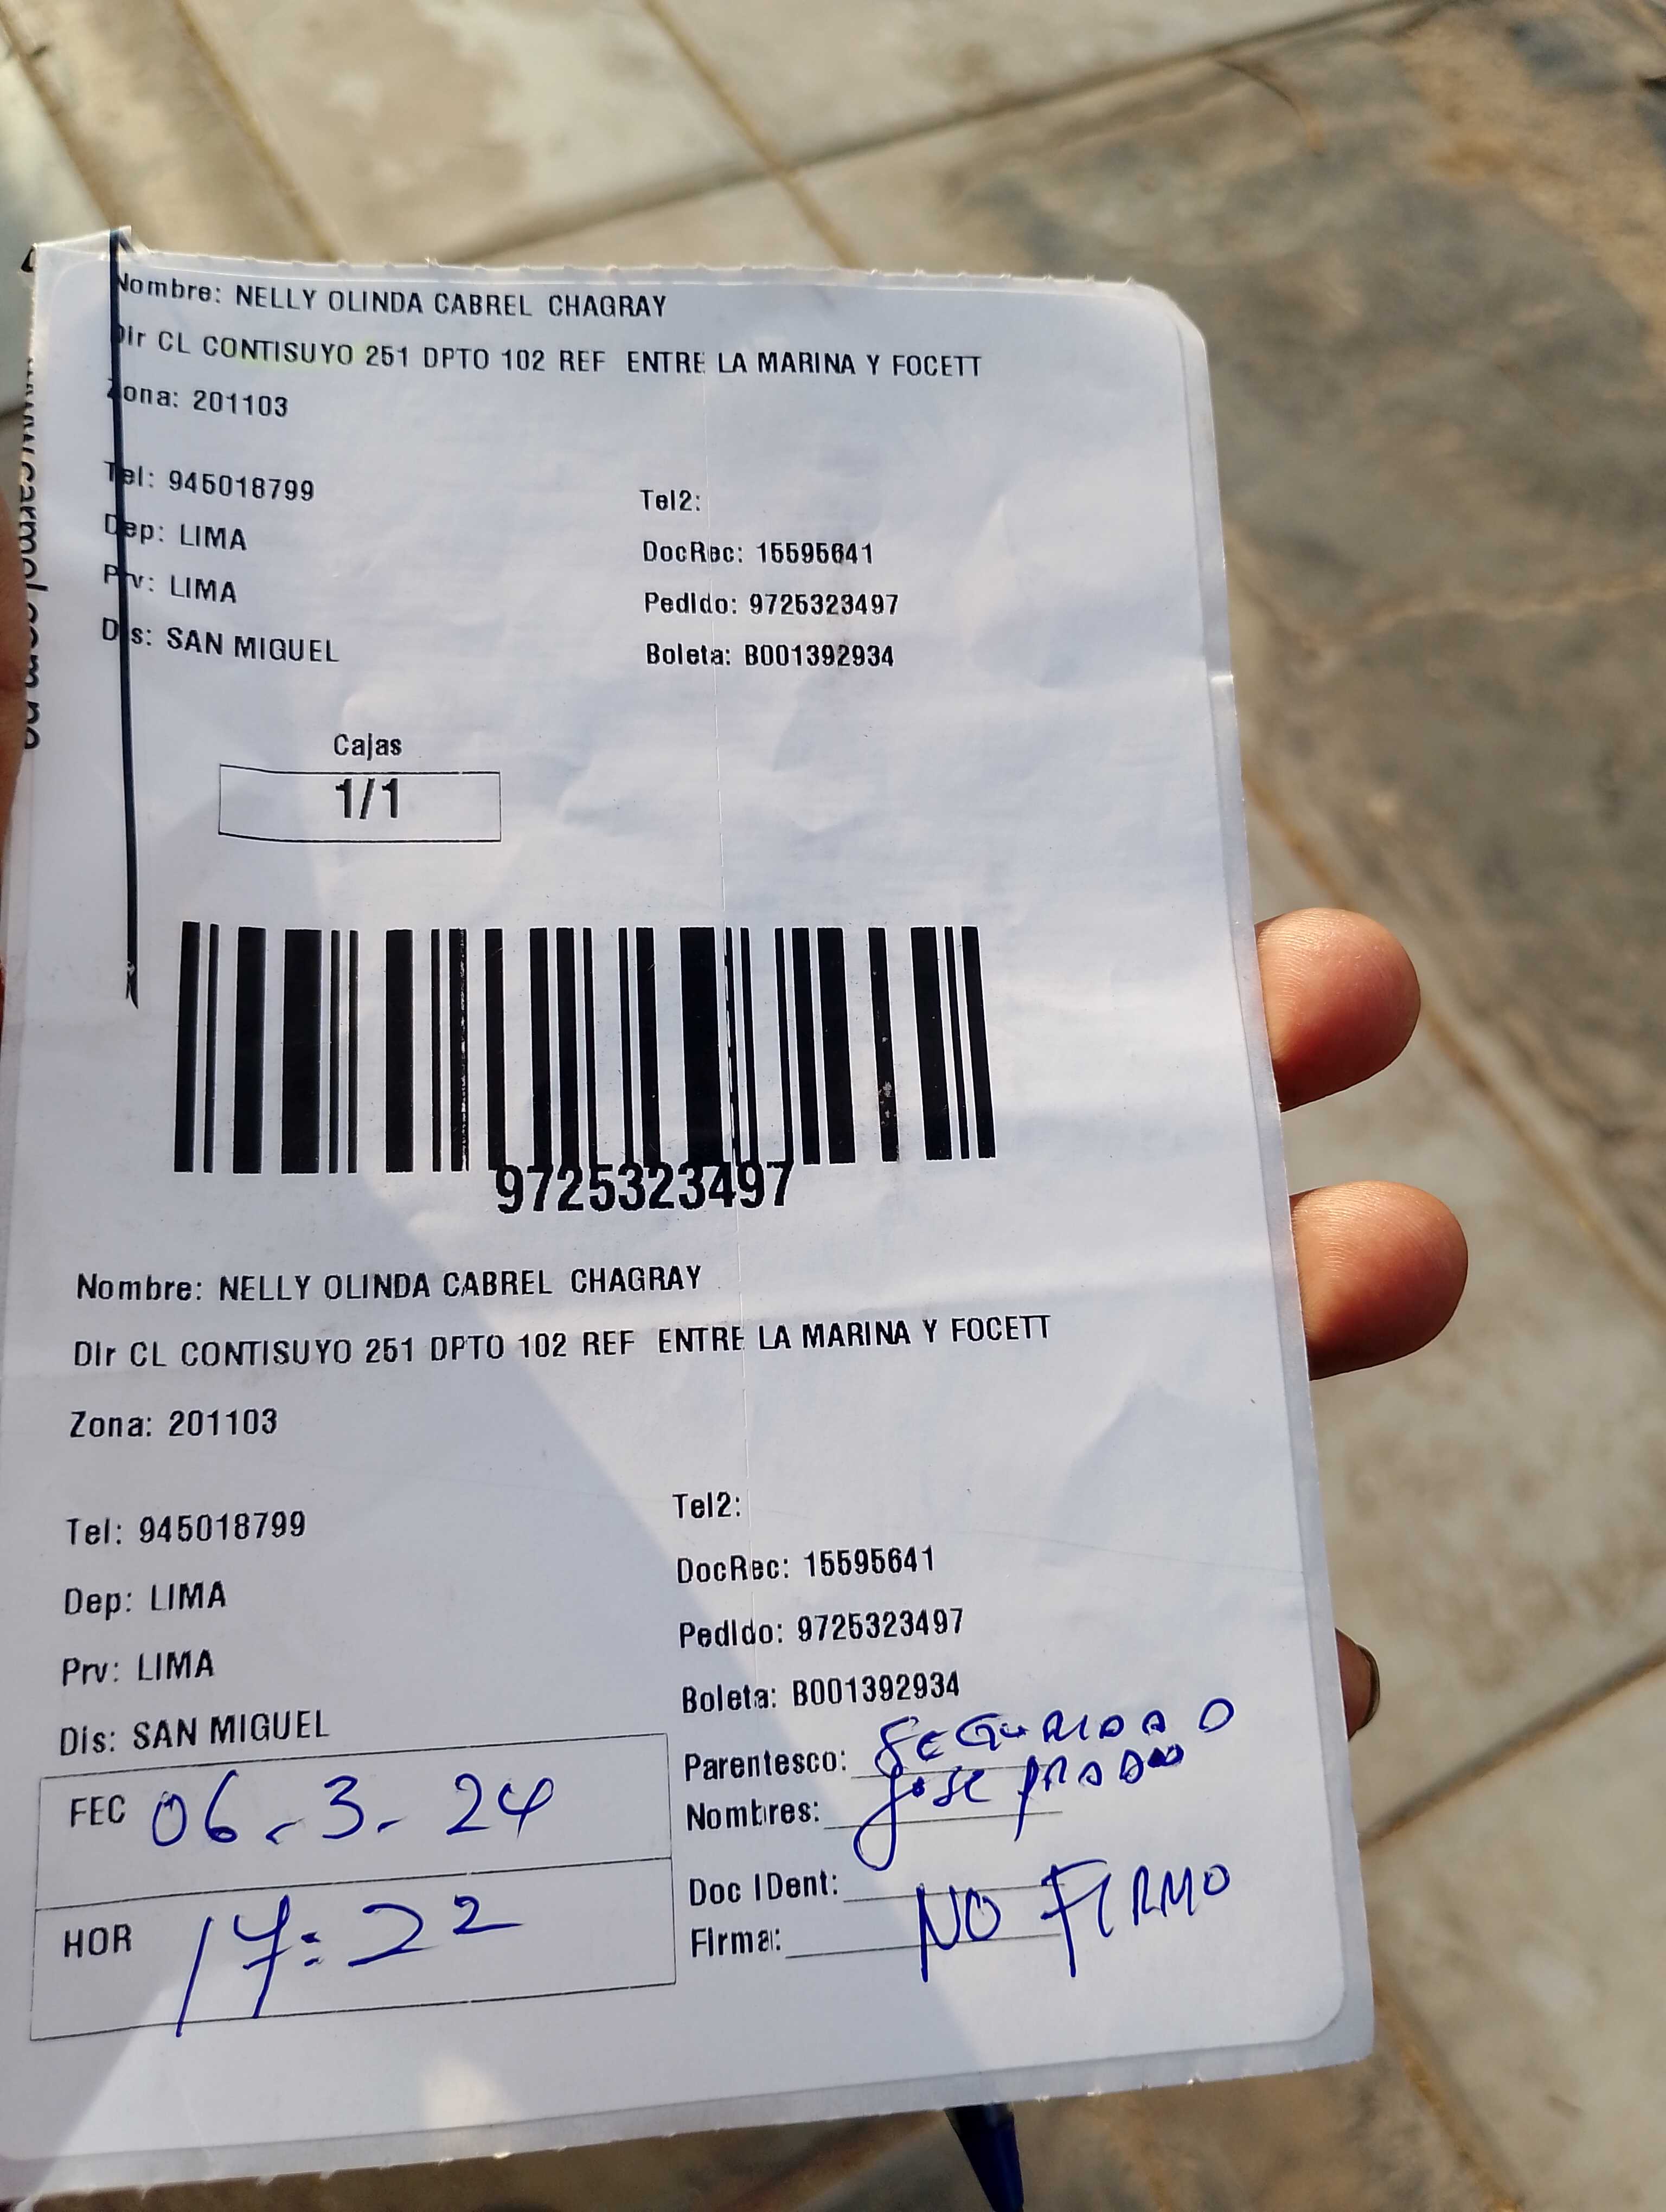 Nombre: NELLY OLINDA CABREL CHAGRAY
Dir CL CONTISUYO 251 DPTO 102 REF ENTRE LA MARINA Y FOCETT
Zona: 201103
Tel: 945018799
Tel2:
Dep: LIMA
DocRec: 15595641
Prv: LIMA
Pedido: 9725323497
Dis: SAN MIGUEL
Boleta: B001392934
Cajas
1/1
9725323497
Nombre: NELLY OLINDA CABREL CHAGRAY
Dir CL CONTISUYO 251 DPTO 102 REF ENTRE LA MARINA Y FOCETT
Zona: 201103
Tel: 945018799
Tel2:
Dep: LIMA
DocRec: 15595641
Prv: LIMA
Pedido: 9725323497
Dis: SAN MIGUEL
Boleta: B001392934
Parentesco: SEGURIDAD
Nombres: JOSE PRADO
Doc IDent:
Firma: NO FIRMO
FEC 06-3-24
HOR 17:22